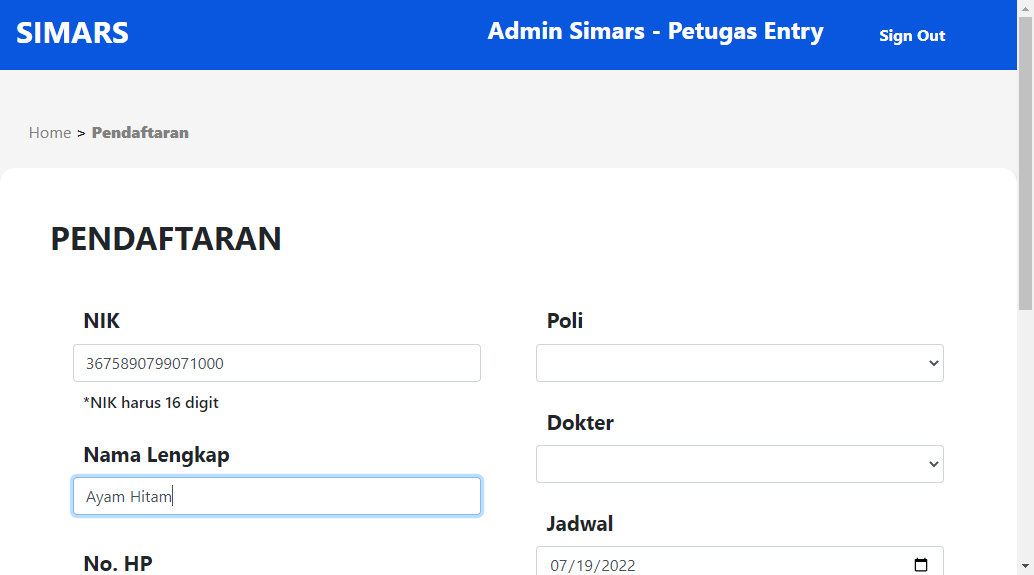 SIMARS
Admin Simars - Petugas Entry
Sign Out
Home > Pendaftaran
PENDAFTARAN
NIK
3675890799071000
*NIK harus 16 digit
Nama Lengkap
Ayam Hitam
No. HP
Poli
Dokter
Jadwal
07/19/2022